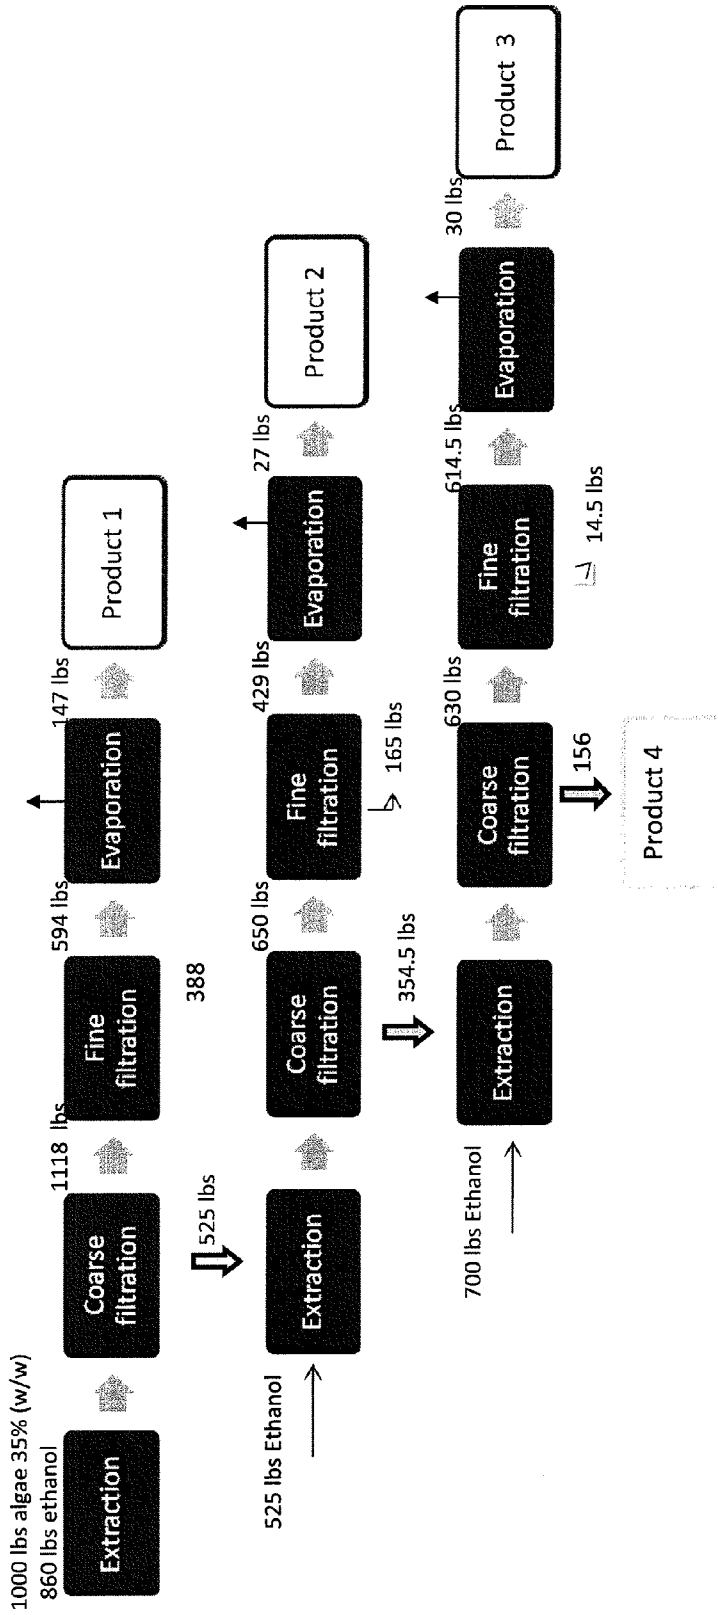 1000 lbs algae 35% (w/w)
860 lbs ethanol
Extraction
Coarse
filtration
1118 lbs
Fine
filtration
594 lbs
Evaporation
147 lbs
Product 1
525 lbs
388
525 lbs Ethanol
Extraction
Coarse
filtration
650 lbs
Fine
filtration
429 lbs
Evaporation
27 lbs
Product 2
354.5 lbs
165 lbs
700 lbs Ethanol
Extraction
Coarse
filtration
630 lbs
Fine
filtration
614.5 lbs
Evaporation
30 lbs
Product 3
156
14.5 lbs
Product 4